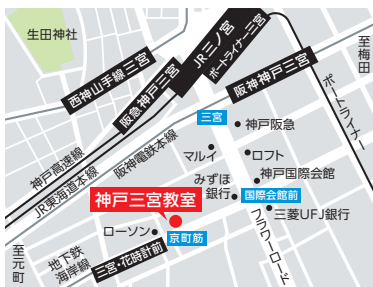 生田神社
JR三ノ宮
ポートライナー三宮
至梅田
西神山手線三宮
阪急神戸三宮
阪神神戸三宮
ポートライナー
三宮
神戸阪急
神戸高速線
JR東海道本線
阪神電鉄本線
マルイ
ロフト
神戸国際会館
みずほ
銀行
国際会館前
神戸三宮教室
三菱UFJ銀行
ローソン
京町筋
フラワーロード
至元町
地下鉄
海岸線
三宮・花時計前